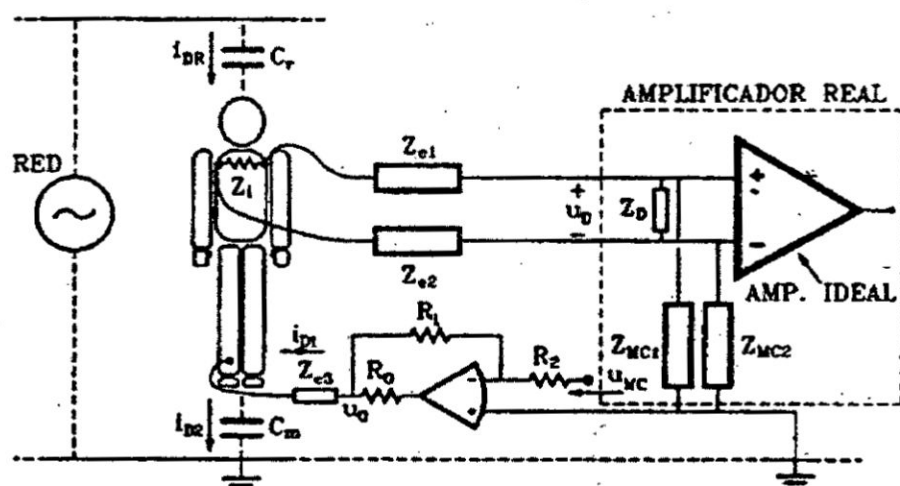 i_DR
C_r
AMPLIFICADOR REAL
RED
Z_i
Z_e1
+
u_D
−
Z_D
+
−
Z_e2
AMP. IDEAL
R_1
i_D1
Z_e3
R_0
u_0
−
+
R_2
u_MC
Z_MC1
Z_MC2
i_D2
C_m